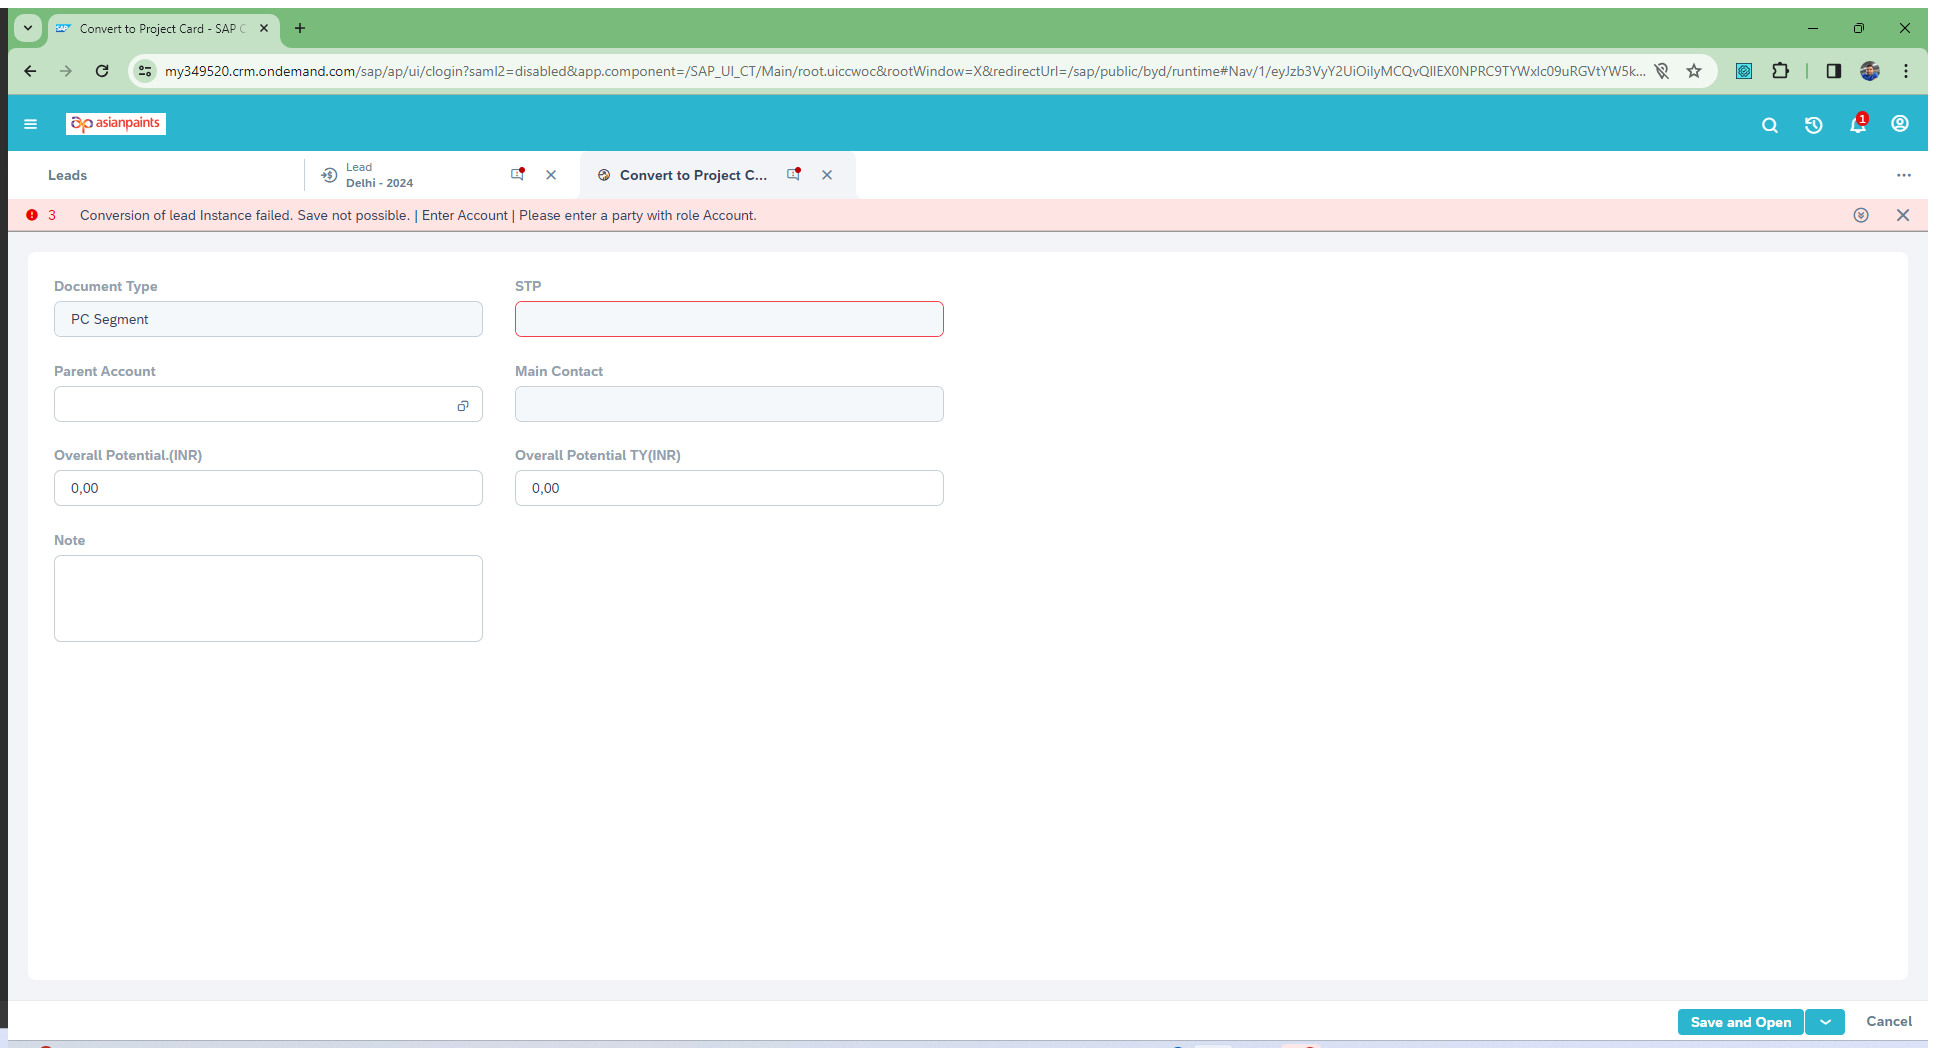 Convert to Project Card - SAP C
my349520.crm.ondemand.com/sap/ap/ui/clogin?saml2=disabled&app.component=/SAP_UI_CT/Main/root.uiccwoc&rootWindow=X&redirectUrl=/sap/public/byd/runtime#Nav/1/eyJzb3VyY2UiOiIyMCQvQllEX0NPRC9TYWxlc09uRGVtYW5k...
asianpaints
1
Leads
Lead
Delhi - 2024
Convert to Project C...
3 Conversion of lead Instance failed. Save not possible. | Enter Account | Please enter a party with role Account.
Document Type
STP
PC Segment
Parent Account
Main Contact
Overall Potential.(INR)
Overall Potential TY(INR)
0,00
0,00
Note
Save and Open
Cancel